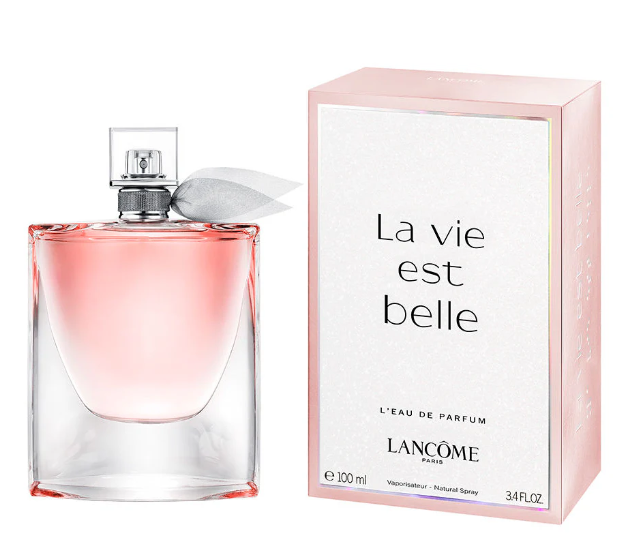 La vie
est
belle
L'EAU DE PARFUM
LANCÔME
PARIS
℮ 100 ml
Vaporisateur - Natural Spray
3.4 FL.OZ.